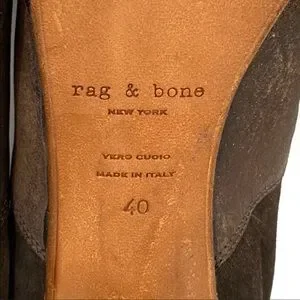 rag & bone
NEW YORK
VERO CUOIO
MADE IN ITALY
40